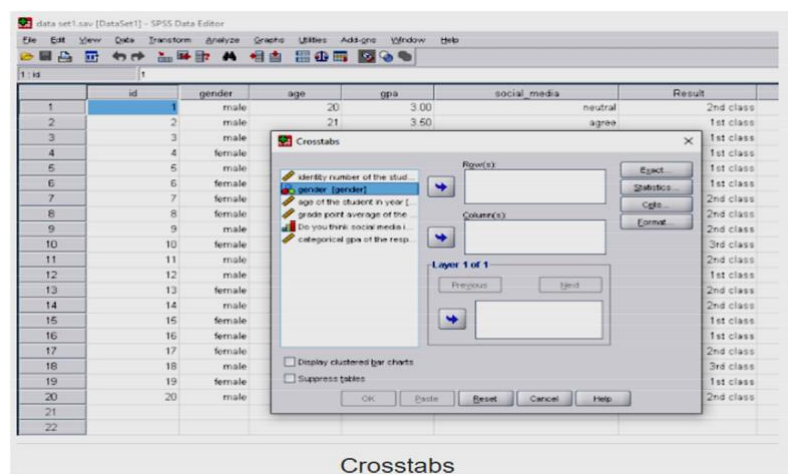 data set1.sav [DataSet1] - SPSS Data Editor
File Edit View Data Transform Analyze Graphs Utilities Add-ons Window Help
1 : id 1
id gender age gpa social_media Result
1 1 male 20 3.00 neutral 2nd class
2 2 male 21 3.50 agree 1st class
3 3 male 1st class
4 4 female 1st class
5 5 male 1st class
6 6 female 1st class
7 7 female 2nd class
8 8 female 2nd class
9 9 male 2nd class
10 10 female 3rd class
11 11 male 2nd class
12 12 male 1st class
13 13 female 2nd class
14 14 male 2nd class
15 15 female 1st class
16 16 female 1st class
17 17 female 2nd class
18 18 male 3rd class
19 19 female 1st class
20 20 male 2nd class
21
22
Crosstabs
identity number of the stud...
gender [gender]
age of the student in year [...
grade point average of the ...
Do you think social media i...
categorical gpa of the resp...
Row(s):
Column(s):
Layer 1 of 1
Previous Next
Exact...
Statistics...
Cells...
Format...
Display clustered bar charts
Suppress tables
OK Paste Reset Cancel Help
Crosstabs